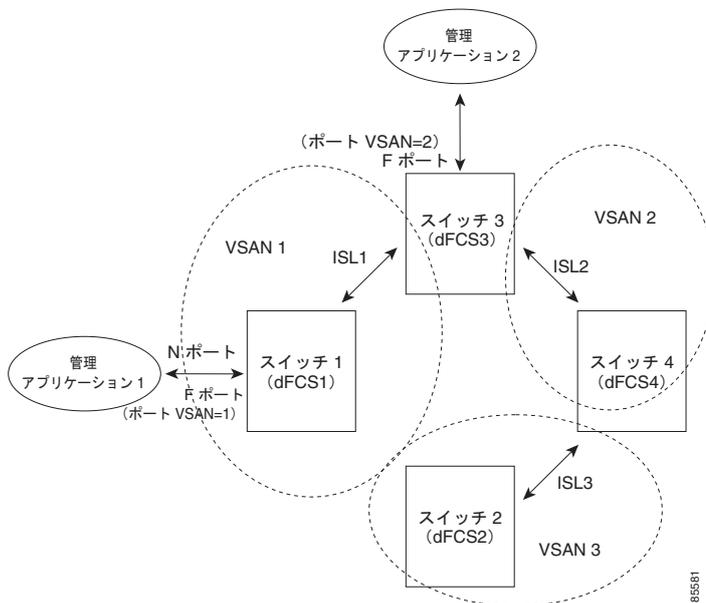 管理
アプリケーション 2
（ポート VSAN=2）
F ポート
スイッチ 3
（dFCS3）
VSAN 1
VSAN 2
ISL1
ISL2
管理
アプリケーション 1
N ポート
F ポート
（ポート VSAN=1）
スイッチ 1
（dFCS1）
スイッチ 4
（dFCS4）
ISL3
スイッチ 2
（dFCS2）
VSAN 3
85581